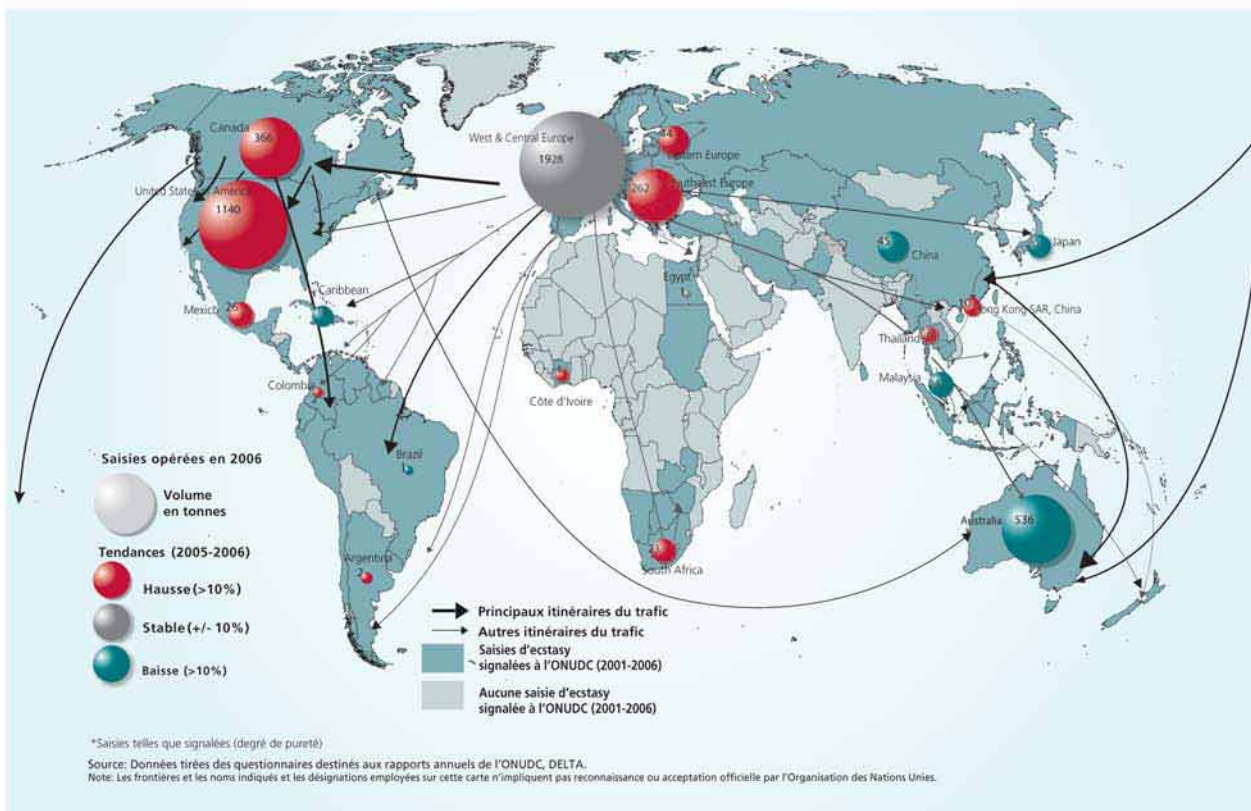 Canada
366
West & Central Europe
1928
44
Eastern Europe
262
Southeast Europe
United States of America
1140
45
China
Japan
Egypt
Caribbean
Mexico
26
10
Hong Kong SAR, China
Thailand
Malaysia
Colombia
Côte d'Ivoire
Brazil
1
Australia
536
Argentina
2
South Africa
Saisies opérées en 2006
Volume
en tonnes
Tendances (2005-2006)
Hausse (>10%)
Stable (+/- 10%)
Baisse (>10%)
Principaux itinéraires du trafic
Autres itinéraires du trafic
Saisies d'ecstasy
signalées à l'ONUDC (2001-2006)
Aucune saisie d'ecstasy
signalée à l'ONUDC (2001-2006)
*Saisies telles que signalées (degré de pureté)
Source: Données tirées des questionnaires destinés aux rapports annuels de l'ONUDC, DELTA.
Note: Les frontières et les noms indiqués et les désignations employées sur cette carte n'impliquent pas reconnaissance ou acceptation officielle par l'Organisation des Nations Unies.